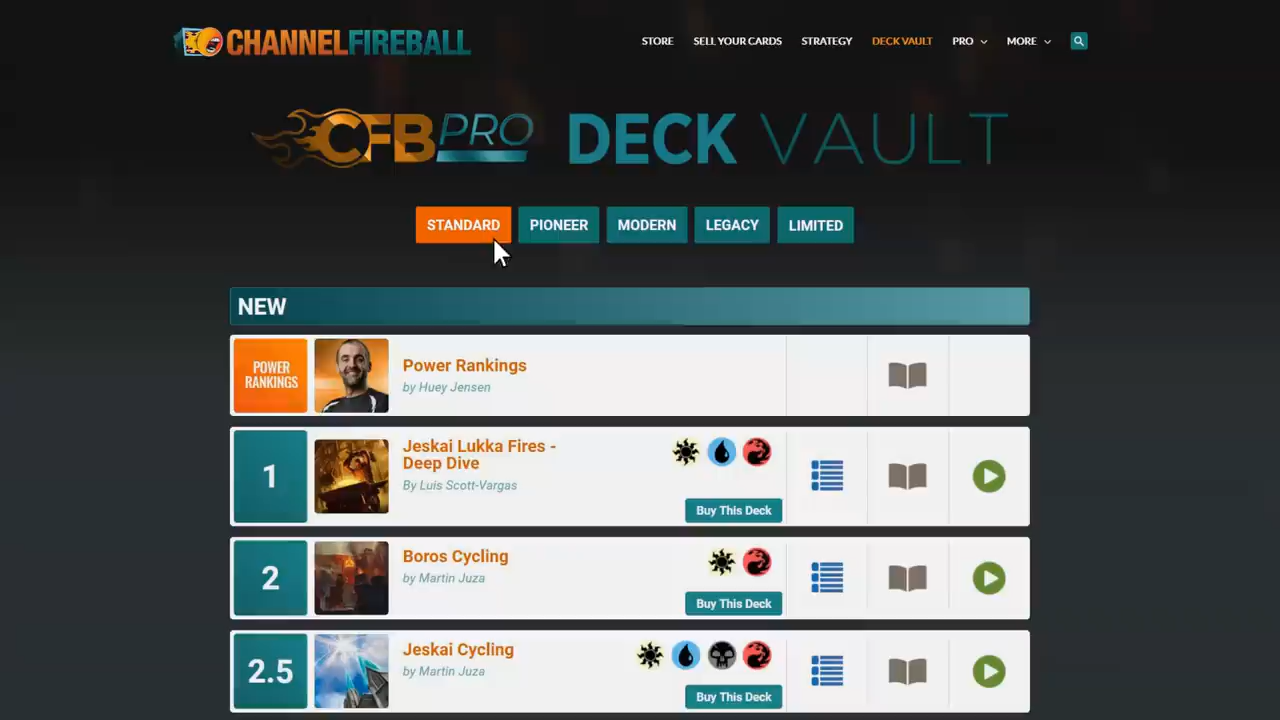 CHANNELFIREBALL
STORE SELL YOUR CARDS STRATEGY DECK VAULT PRO MORE
CFB PRO DECK VAULT
STANDARD PIONEER MODERN LEGACY LIMITED
NEW
POWER
RANKINGS
Power Rankings
by Huey Jensen
1
Jeskai Lukka Fires -
Deep Dive
By Luis Scott-Vargas
Buy This Deck
2
Boros Cycling
by Martin Juza
Buy This Deck
2.5
Jeskai Cycling
by Martin Juza
Buy This Deck